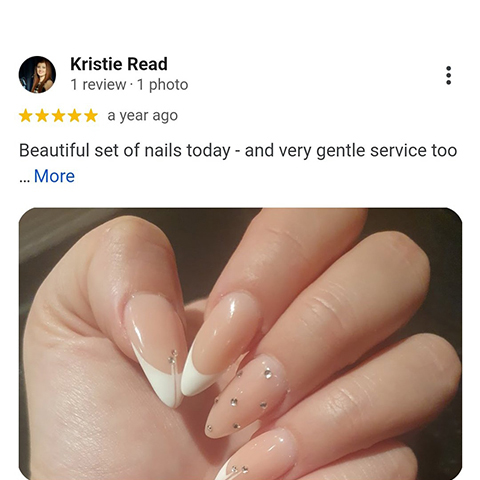 Kristie Read
1 review · 1 photo
a year ago
Beautiful set of nails today - and very gentle service too
... More